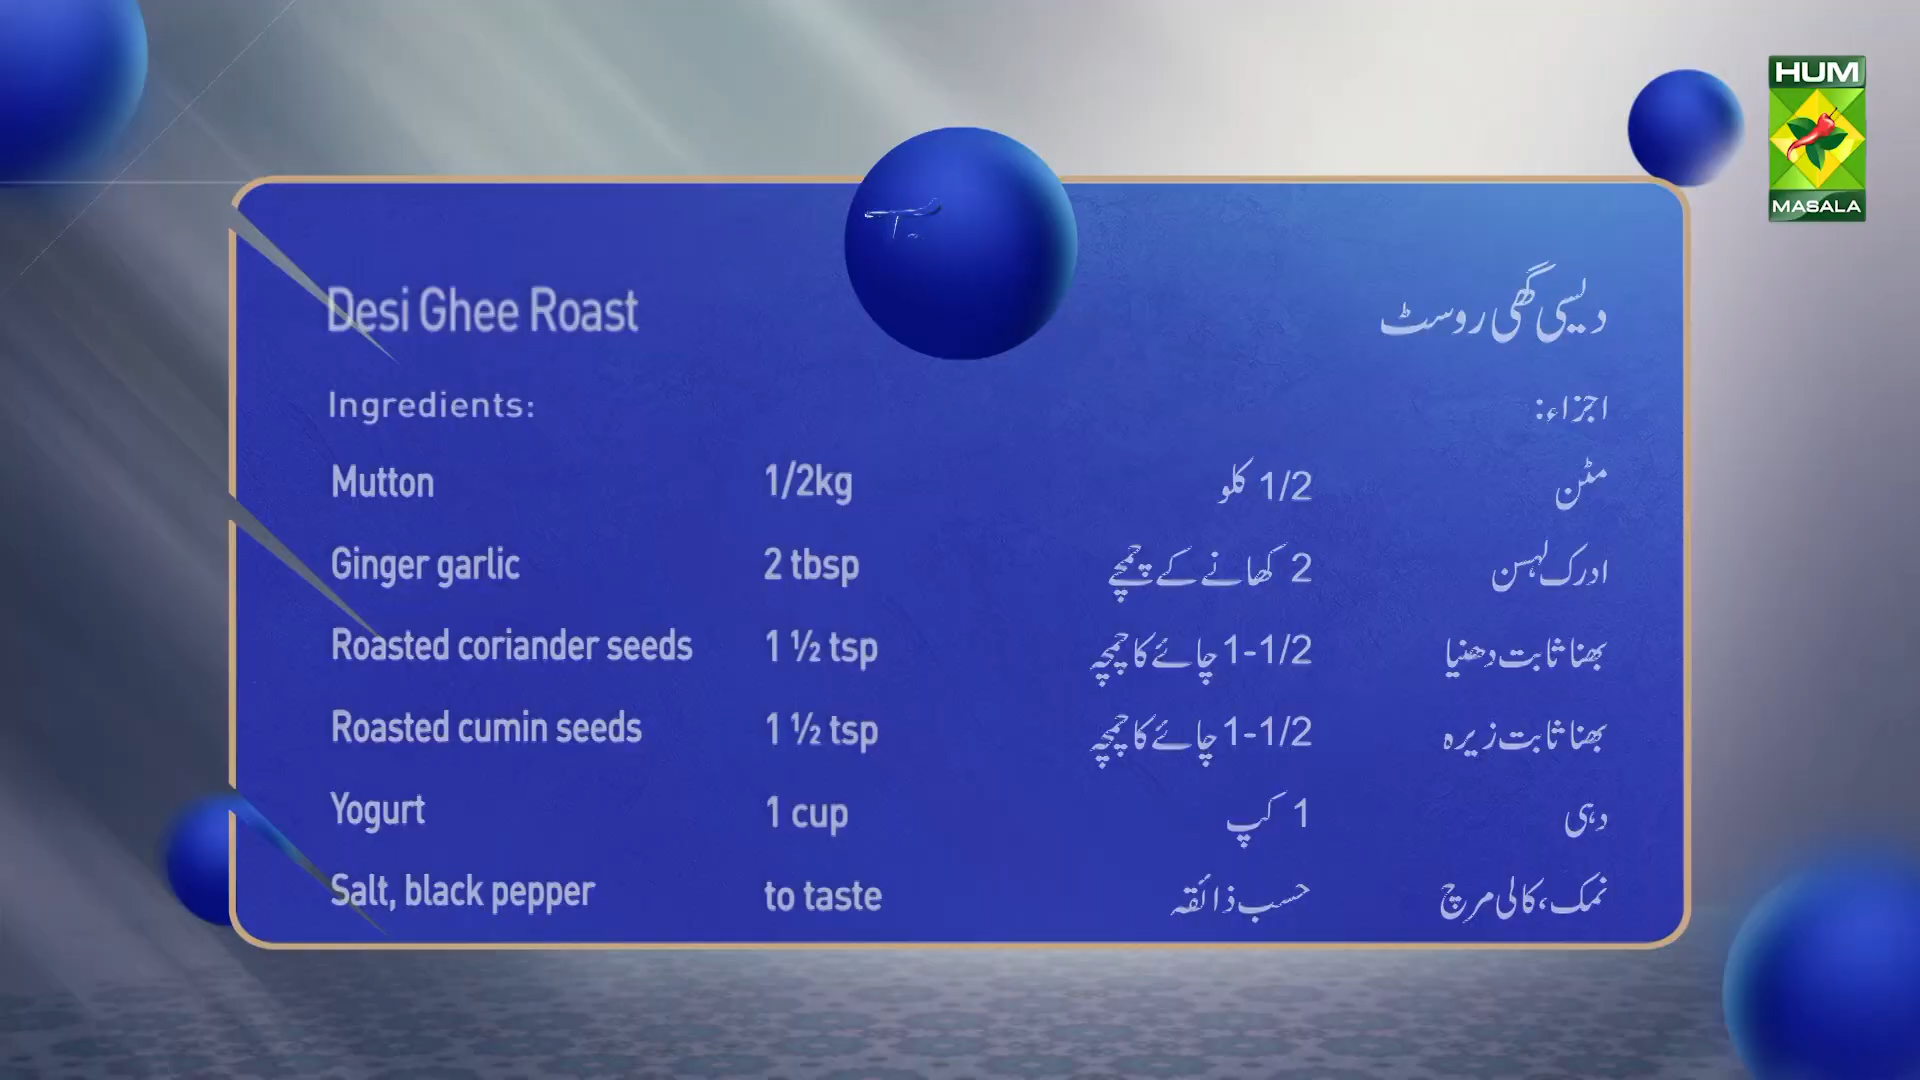 HUM
MASALA
Desi Ghee Roast دیسی گھی روسٹ
Ingredients: اجزاء:
Mutton 1/2kg 1/2 کلو مٹن
Ginger garlic 2 tbsp 2 کھانے کے چمچے ادرک لہسن
Roasted coriander seeds 1 ½ tsp 1-1/2 چائے کا چمچہ بھنا ثابت دھنیا
Roasted cumin seeds 1 ½ tsp 1-1/2 چائے کا چمچہ بھنا ثابت زیرہ
Yogurt 1 cup 1 کپ دہی
Salt, black pepper to taste حسب ذائقہ نمک، کالی مرچ